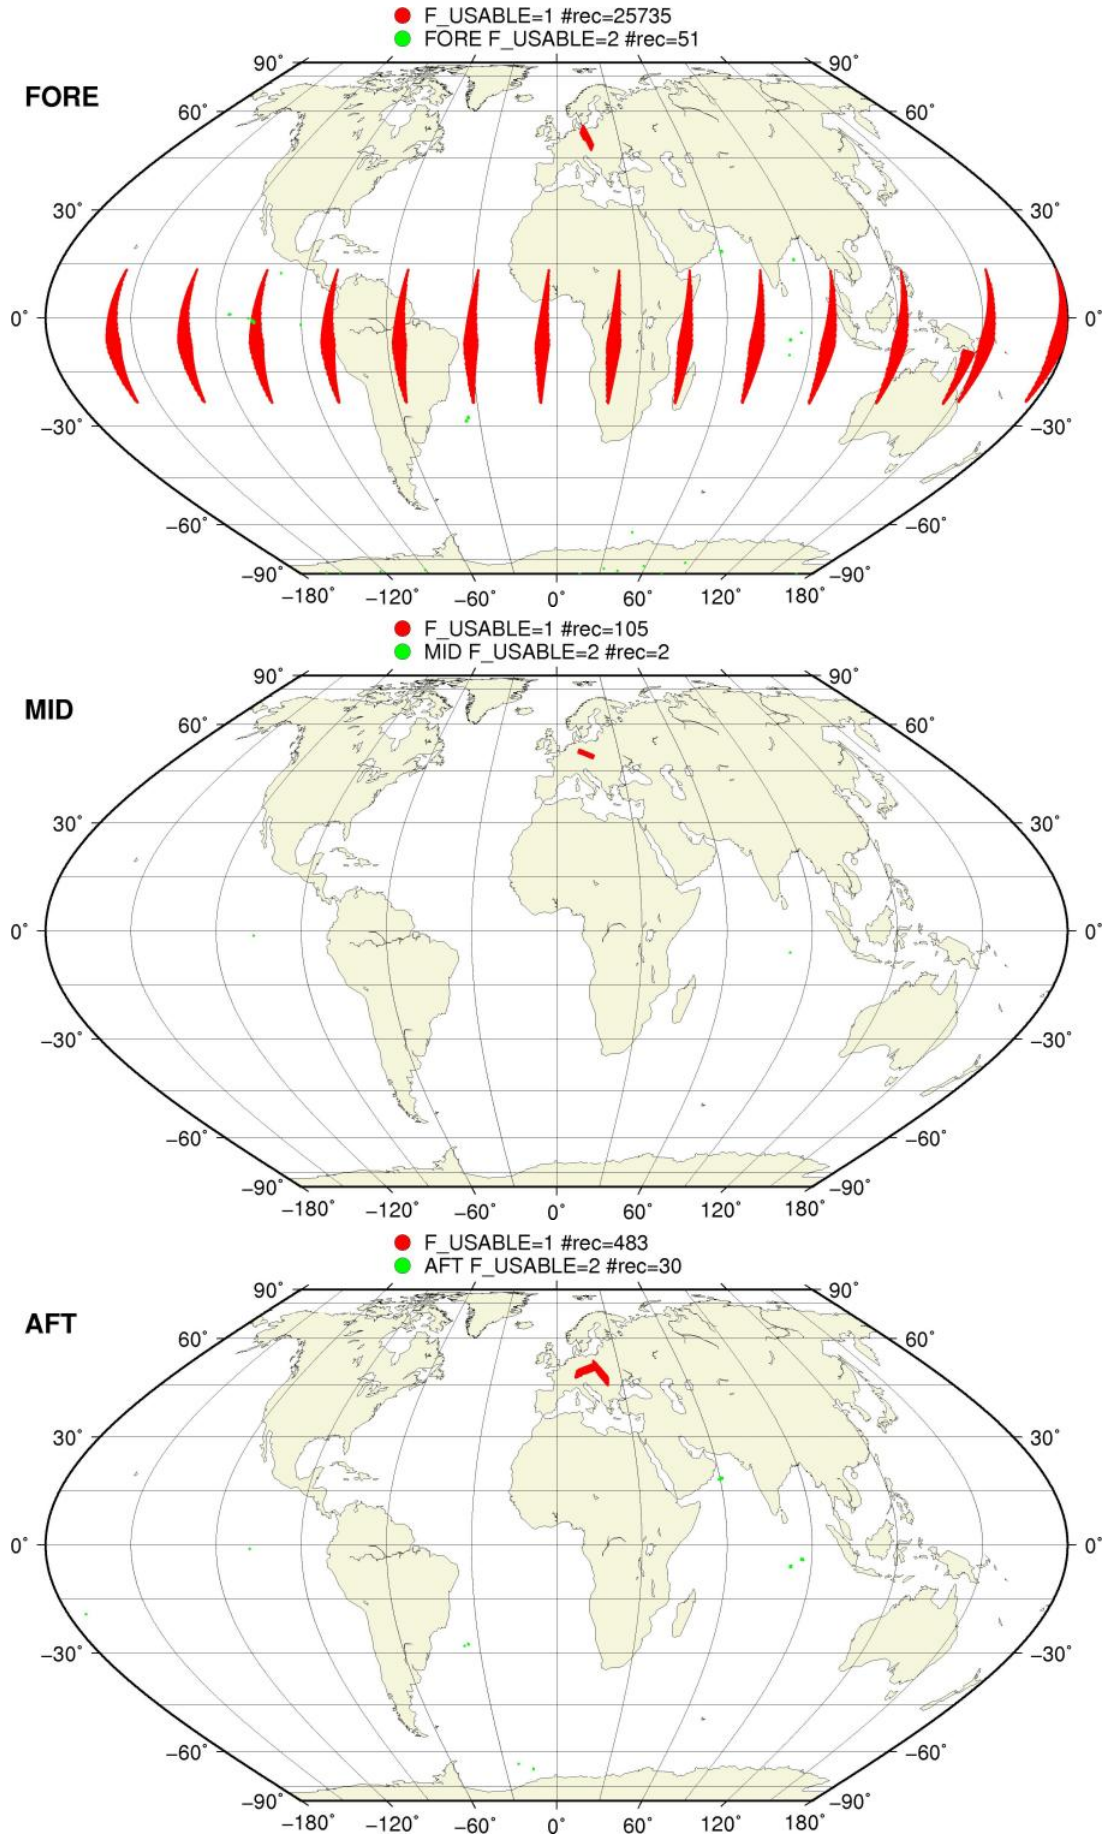 F_USABLE=1 #rec=25735
FORE F_USABLE=2 #rec=51
90° 90°
FORE
60° 60°
30° 30°
0° 0°
−30° −30°
−60° −60°
−90° −90°
−180° −120° −60° 0° 60° 120° 180°
F_USABLE=1 #rec=105
MID F_USABLE=2 #rec=2
90° 90°
MID
60° 60°
30° 30°
0° 0°
−30° −30°
−60° −60°
−90° −90°
−180° −120° −60° 0° 60° 120° 180°
F_USABLE=1 #rec=483
AFT F_USABLE=2 #rec=30
90° 90°
AFT
60° 60°
30° 30°
0° 0°
−30° −30°
−60° −60°
−90° −90°
−180° −120° −60° 0° 60° 120° 180°